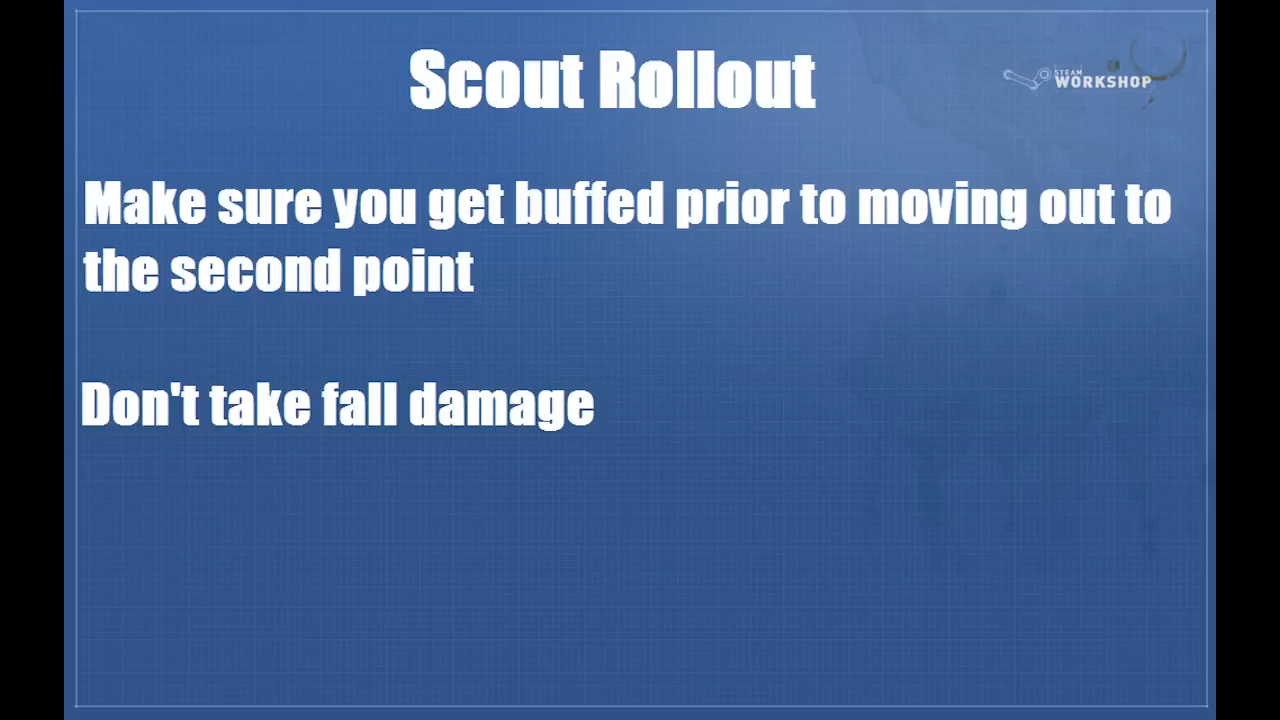 Scout Rollout
STEAM
WORKSHOP
Make sure you get buffed prior to moving out to
the second point
Don't take fall damage